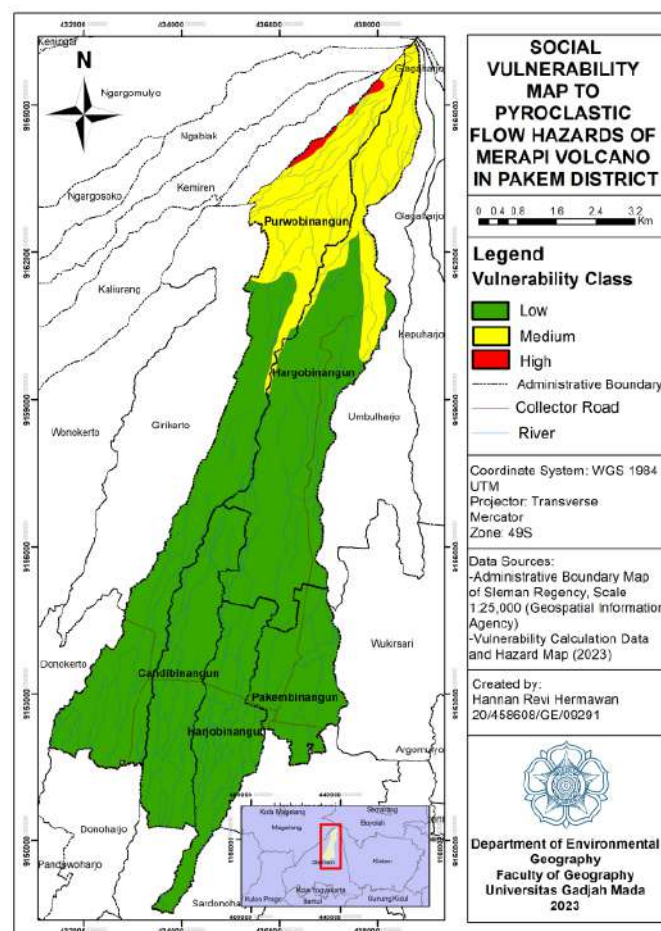 SOCIAL
VULNERABILITY
MAP TO
PYROCLASTIC
FLOW HAZARDS OF
MERAPI VOLCANO
IN PAKEM DISTRICT
0 0.4 0.8 1.6 2.4 3.2
Km
Legend
Vulnerability Class
Low
Medium
High
Administrative Boundary
Collector Road
River
Coordinate System: WGS 1984
UTM
Projector: Transverse
Mercator
Zone: 49S
Data Sources:
-Administrative Boundary Map
of Sleman Regency, Scale
1:25,000 (Geospatial Information
Agency)
-Vulnerability Calculation Data
and Hazard Map (2023)
Created by:
Hannan Revi Hermawan
20/458608/GE/09291
Department of Environmental
Geography
Faculty of Geography
Universitas Gadjah Mada
2023
N
Ngargomulyo
Glagaharjo
Ngablak
Ngargosoko
Kemiren
Purwobinangun
Glagaharjo
Kaliurang
Kepuharjo
Hargobinangun
Wonokerto
Girikerto
Umbulharjo
Wukirsari
Donokerto
Candibinangun
Pakembinangun
Harjobinangun
Argomulyo
Donoharjo
Pandowoharjo
Sardonoharjo
Kota Magelang
Magelang
Boyolali
Sleman
Klaten
Kota Yogyakarta
Bantul
Kulon Progo
Gunung Kidul